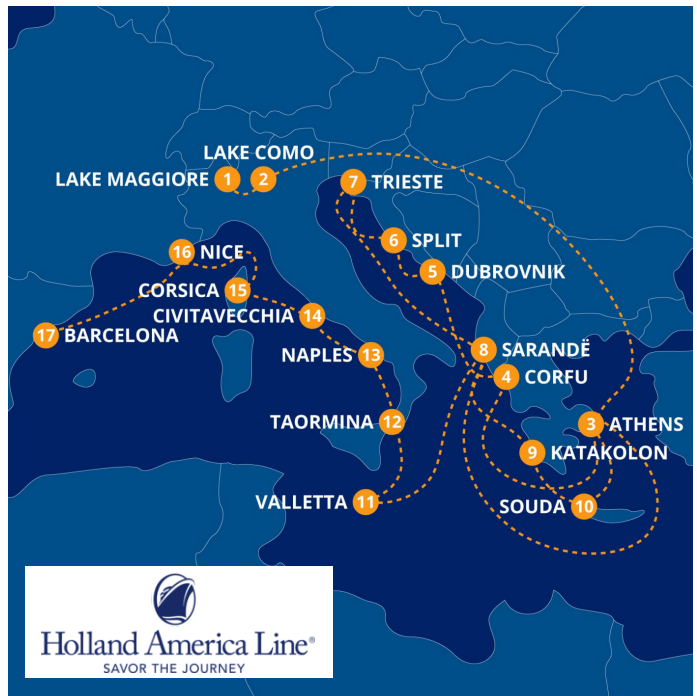 LAKE COMO
LAKE MAGGIORE 1 2
7 TRIESTE
6 SPLIT
16 NICE
5 DUBROVNIK
CORSICA 15
CIVITAVECCHIA 14
17 BARCELONA
8 SARANDË
NAPLES 13
4 CORFU
TAORMINA 12
3 ATHENS
9 KATAKOLON
VALLETTA 11
SOUDA 10
Holland America Line®
SAVOR THE JOURNEY